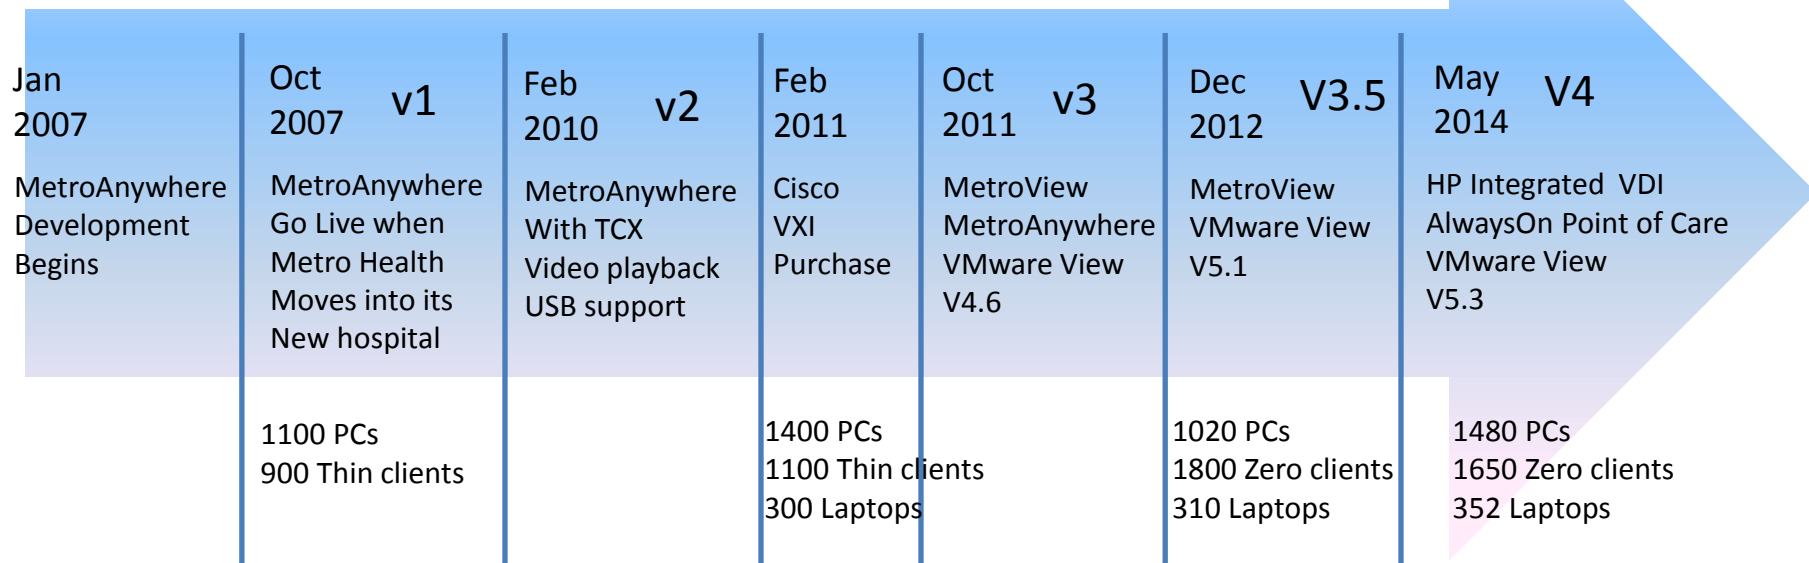 Jan
2007
MetroAnywhere
Development
Begins
Oct
2007
v1
MetroAnywhere
Go Live when
Metro Health
Moves into its
New hospital
1100 PCs
900 Thin clients
Feb
2010
v2
MetroAnywhere
With TCX
Video playback
USB support
Feb
2011
Cisco
VXI
Purchase
1400 PCs
1100 Thin clients
300 Laptops
Oct
2011
v3
MetroView
MetroAnywhere
VMware View
V4.6
Dec
2012
V3.5
MetroView
VMware View
V5.1
1020 PCs
1800 Zero clients
310 Laptops
May
2014
V4
HP Integrated VDI
AlwaysOn Point of Care
VMware View
V5.3
1480 PCs
1650 Zero clients
352 Laptops